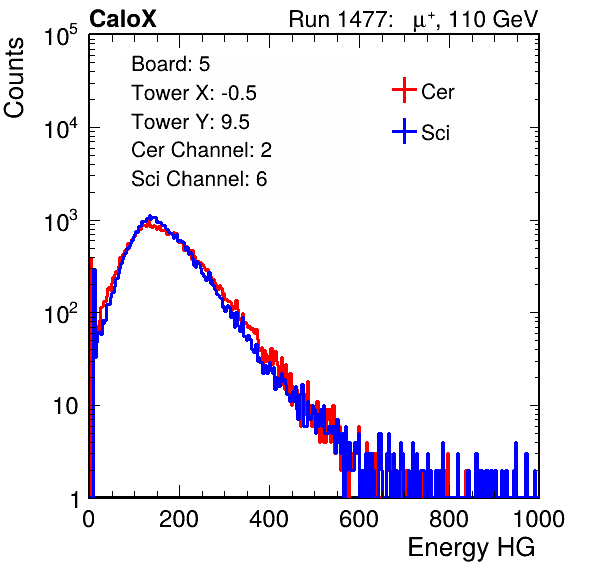 CaloX Run 1477: μ⁺, 110 GeV
Counts
10⁵
10⁴
10³
10²
10
1
Board: 5
Tower X: -0.5
Tower Y: 9.5
Cer Channel: 2
Sci Channel: 6
Cer
Sci
0 200 400 600 800 1000
Energy HG